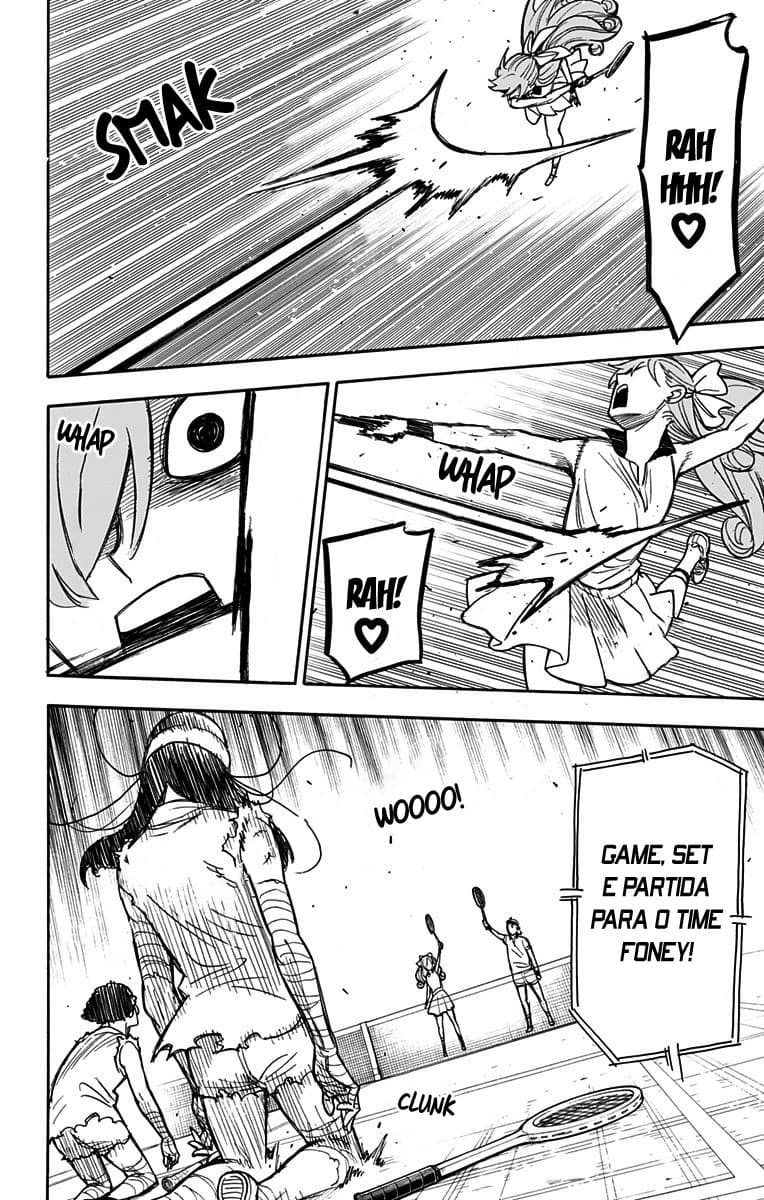 RAH
HHH!
♡
SMAK
WHAP
RAH!
♡
WHAP
WOOOO!
GAME, SET
E PARTIDA
PARA O TIME
FONEY!
CLUNK